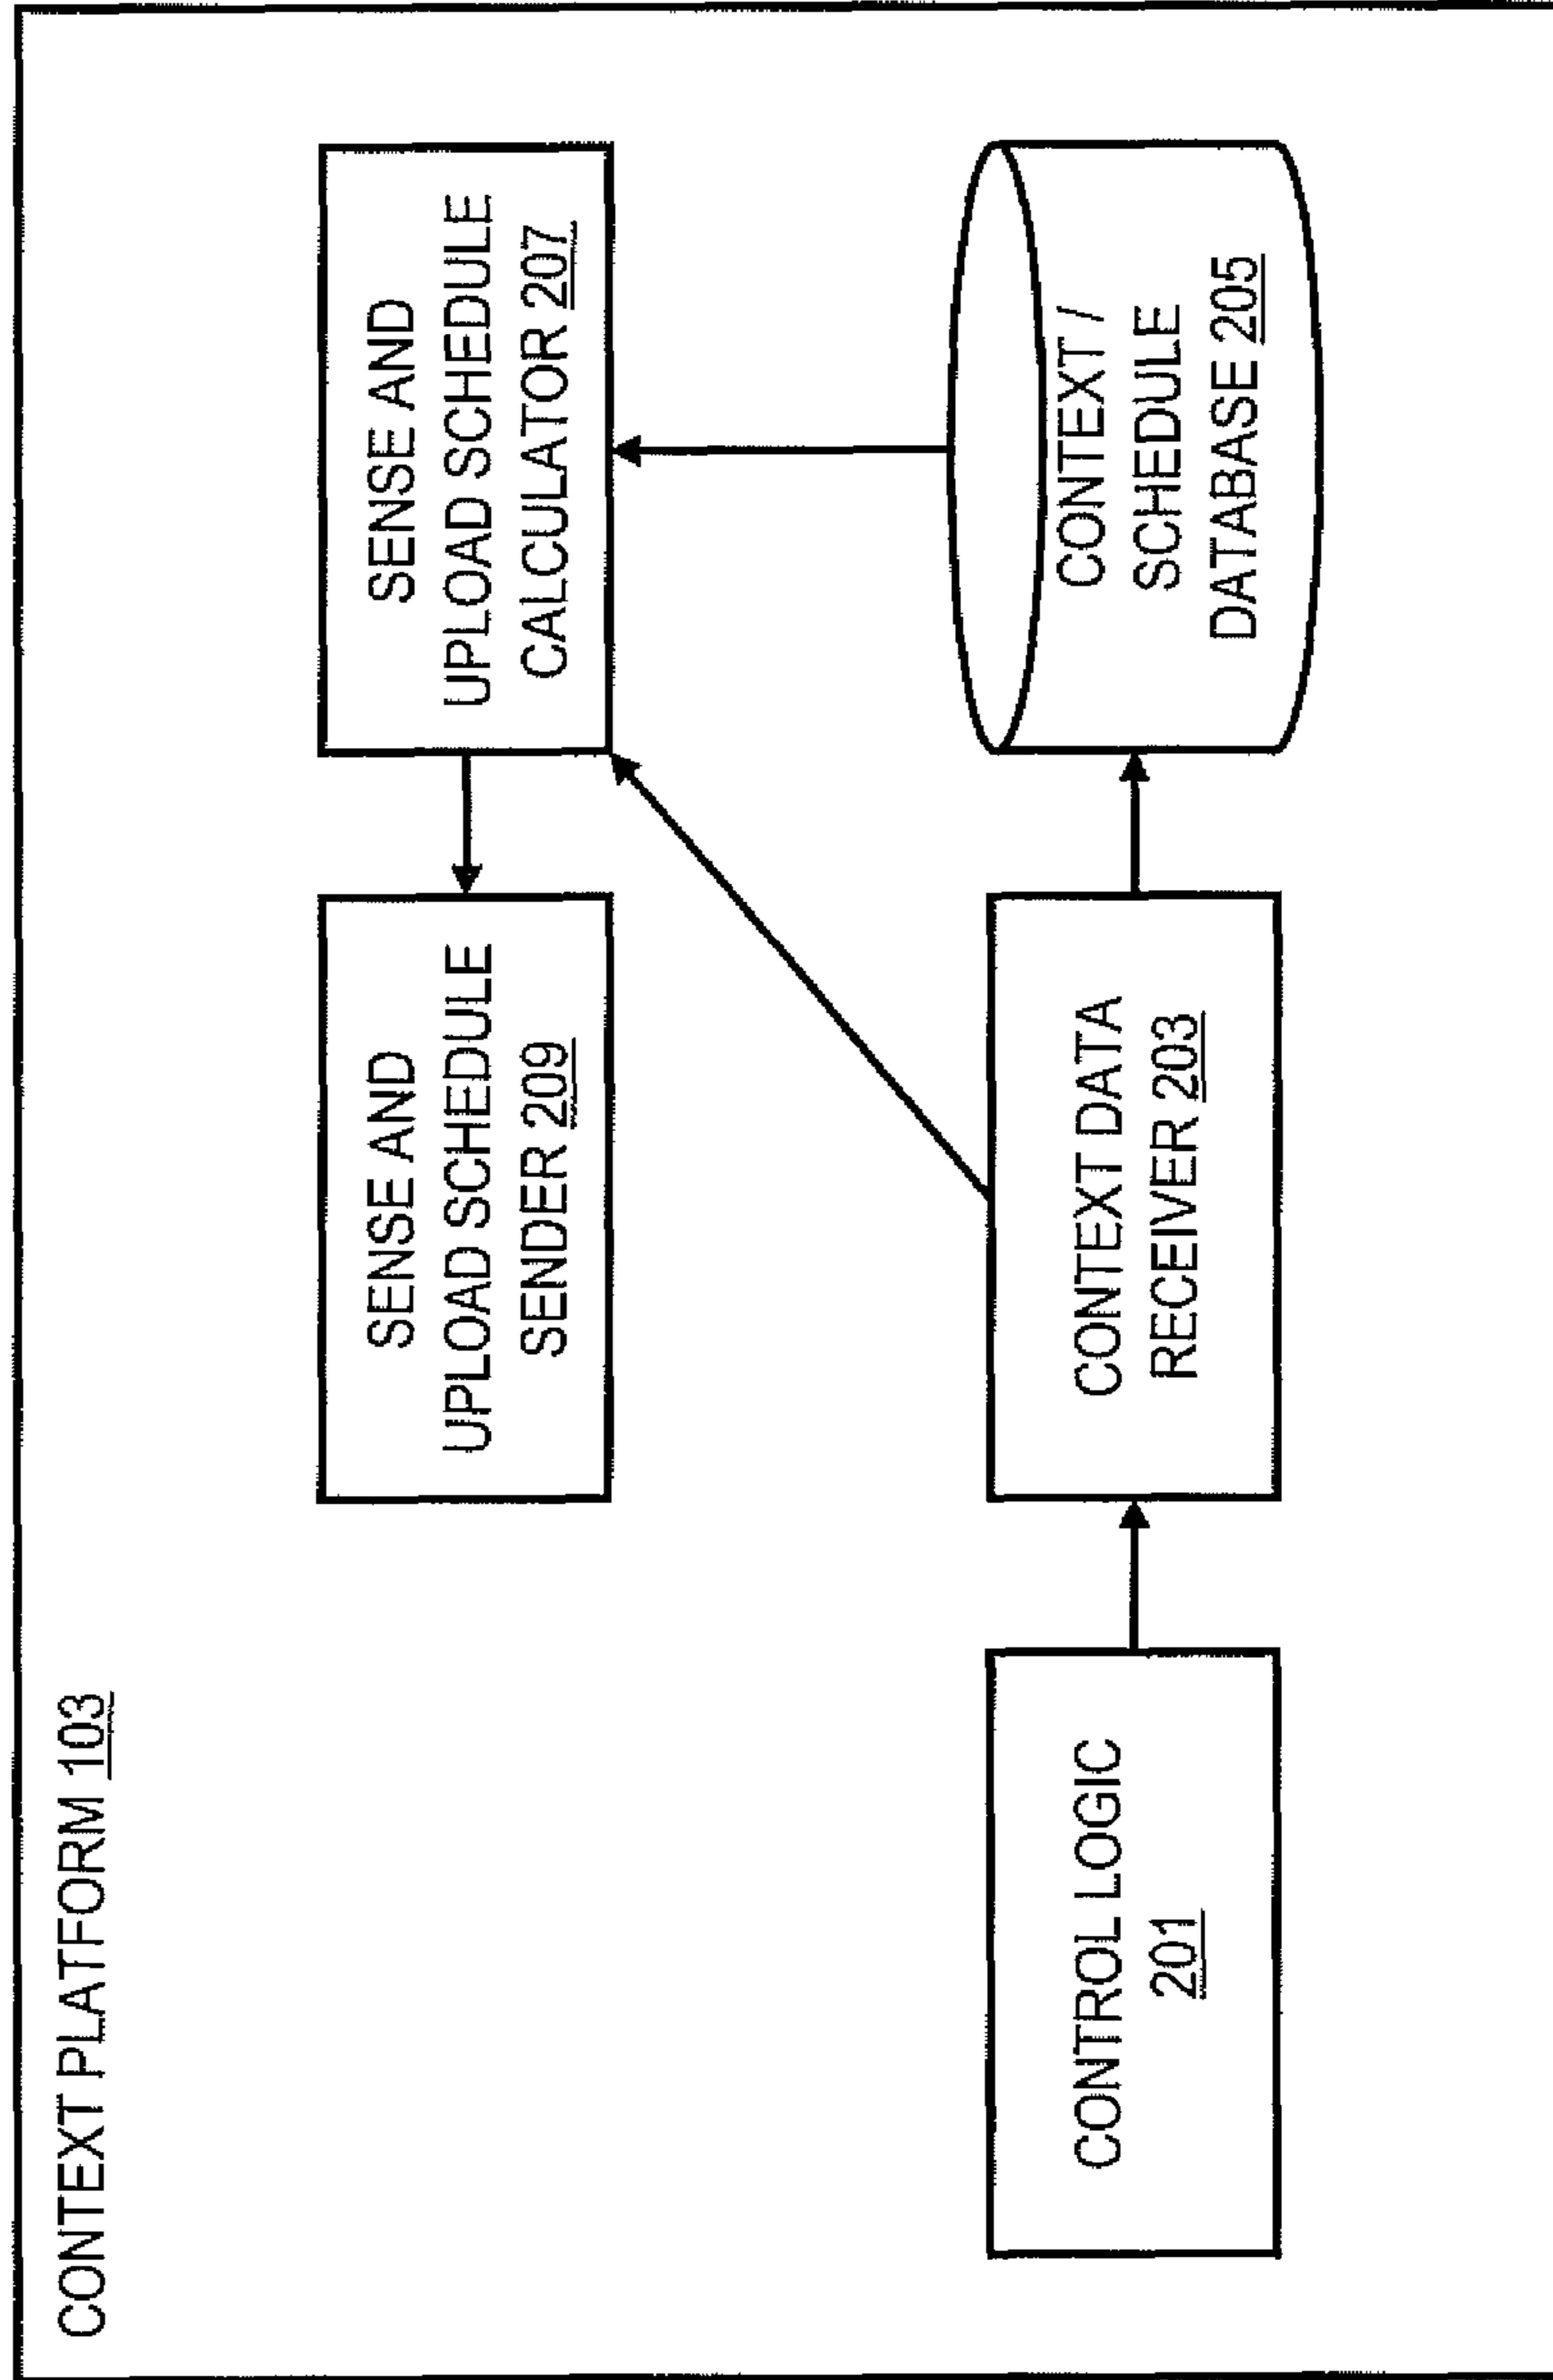 CONTEXT PLATFORM 103
SENSE AND
UPLOAD SCHEDULE
SENDER 209
SENSE AND
UPLOAD SCHEDULE
CALCULATOR 207
CONTROL LOGIC
201
CONTEXT DATA
RECEIVER 203
CONTEXT /
SCHEDULE
DATABASE 205